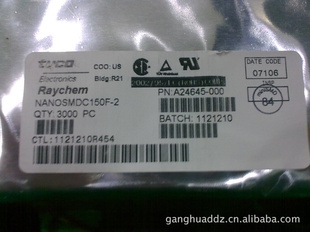 tyco
Electronics
COO: US
Bldg: R21
DATE CODE
07106
Raychem
NANOSMDC150F-2
PN: A24645-000
QTY: 3000 PC
BATCH: 1121210
84
CTL: 1121210R454
ganghuaddz.cn.alibaba.com